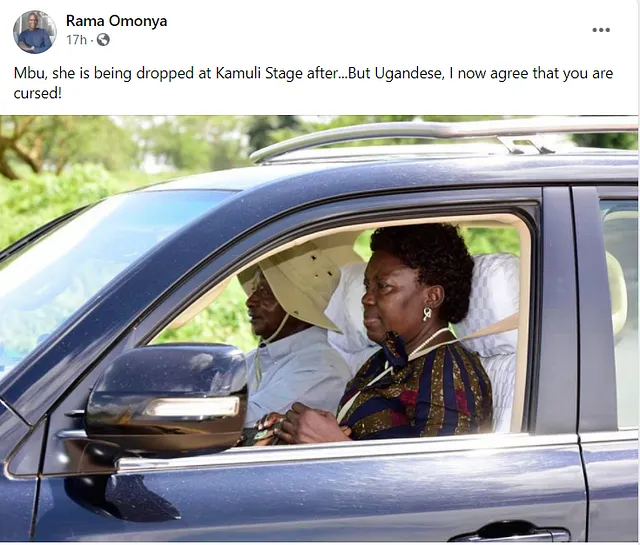 Rama Omonya
17h ·
Mbu, she is being dropped at Kamuli Stage after...But Ugandese, I now agree that you are
cursed!